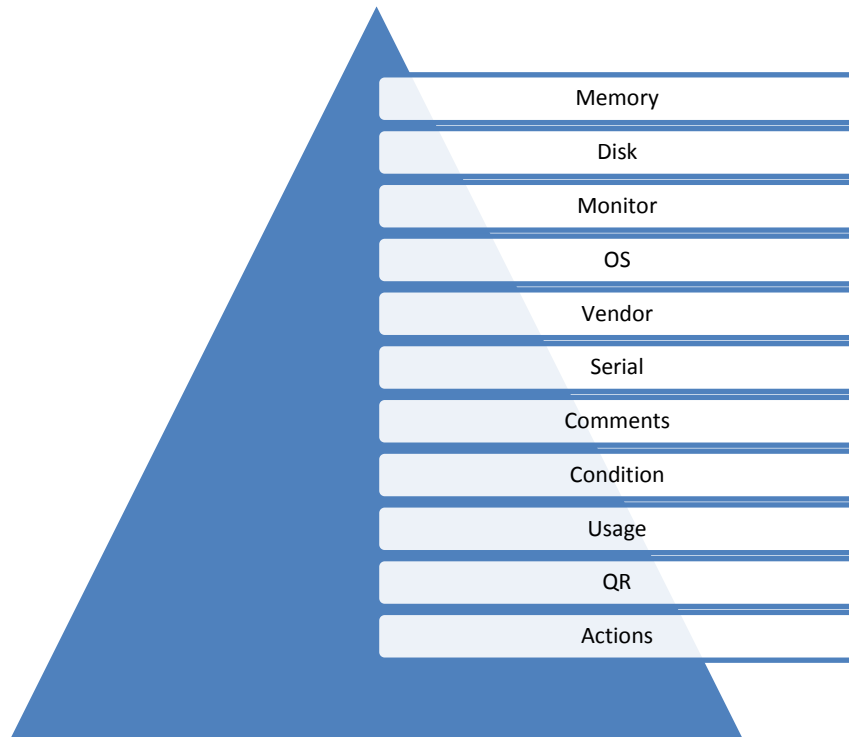 Memory
Disk
Monitor
OS
Vendor
Serial
Comments
Condition
Usage
QR
Actions